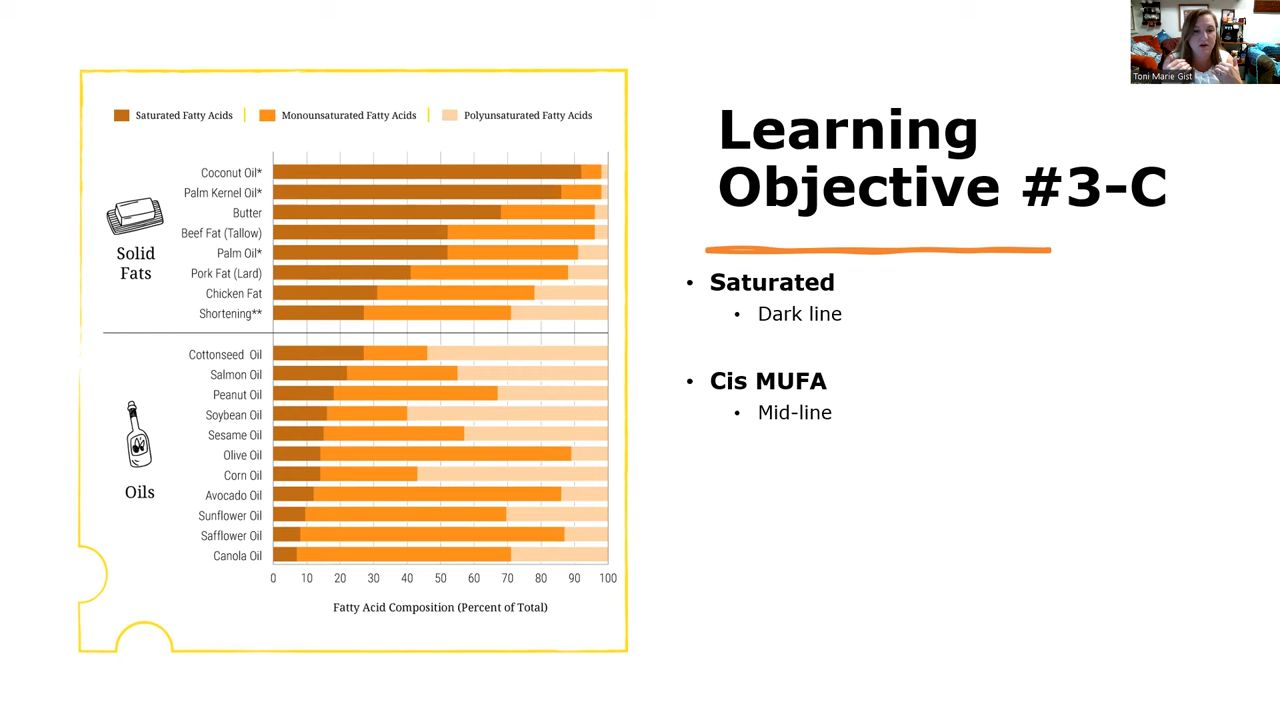 Toni Marie Gist
Saturated Fatty Acids
Monounsaturated Fatty Acids
Polyunsaturated Fatty Acids
Solid
Fats
Coconut Oil*
Palm Kernel Oil*
Butter
Beef Fat (Tallow)
Palm Oil*
Pork Fat (Lard)
Chicken Fat
Shortening**
Oils
Cottonseed Oil
Salmon Oil
Peanut Oil
Soybean Oil
Sesame Oil
Olive Oil
Corn Oil
Avocado Oil
Sunflower Oil
Safflower Oil
Canola Oil
0 10 20 30 40 50 60 70 80 90 100
Fatty Acid Composition (Percent of Total)
Learning
Objective #3-C
• Saturated
• Dark line
• Cis MUFA
• Mid-line